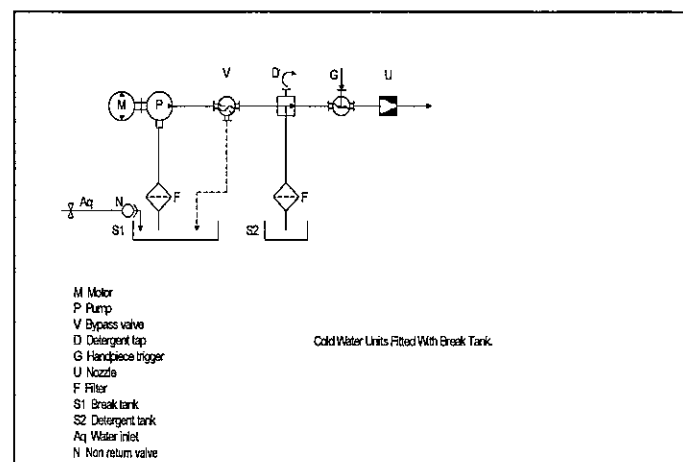 V D G U
M P
F F
Aq N
S1 S2
M Motor
P Pump
V Bypass valve
D Detergent tap
G Handpiece trigger
U Nozzle
F Filter
S1 Break tank
S2 Detergent tank
Aq Water inlet
N Non return valve
Cold Water Units Fitted With Break Tank.